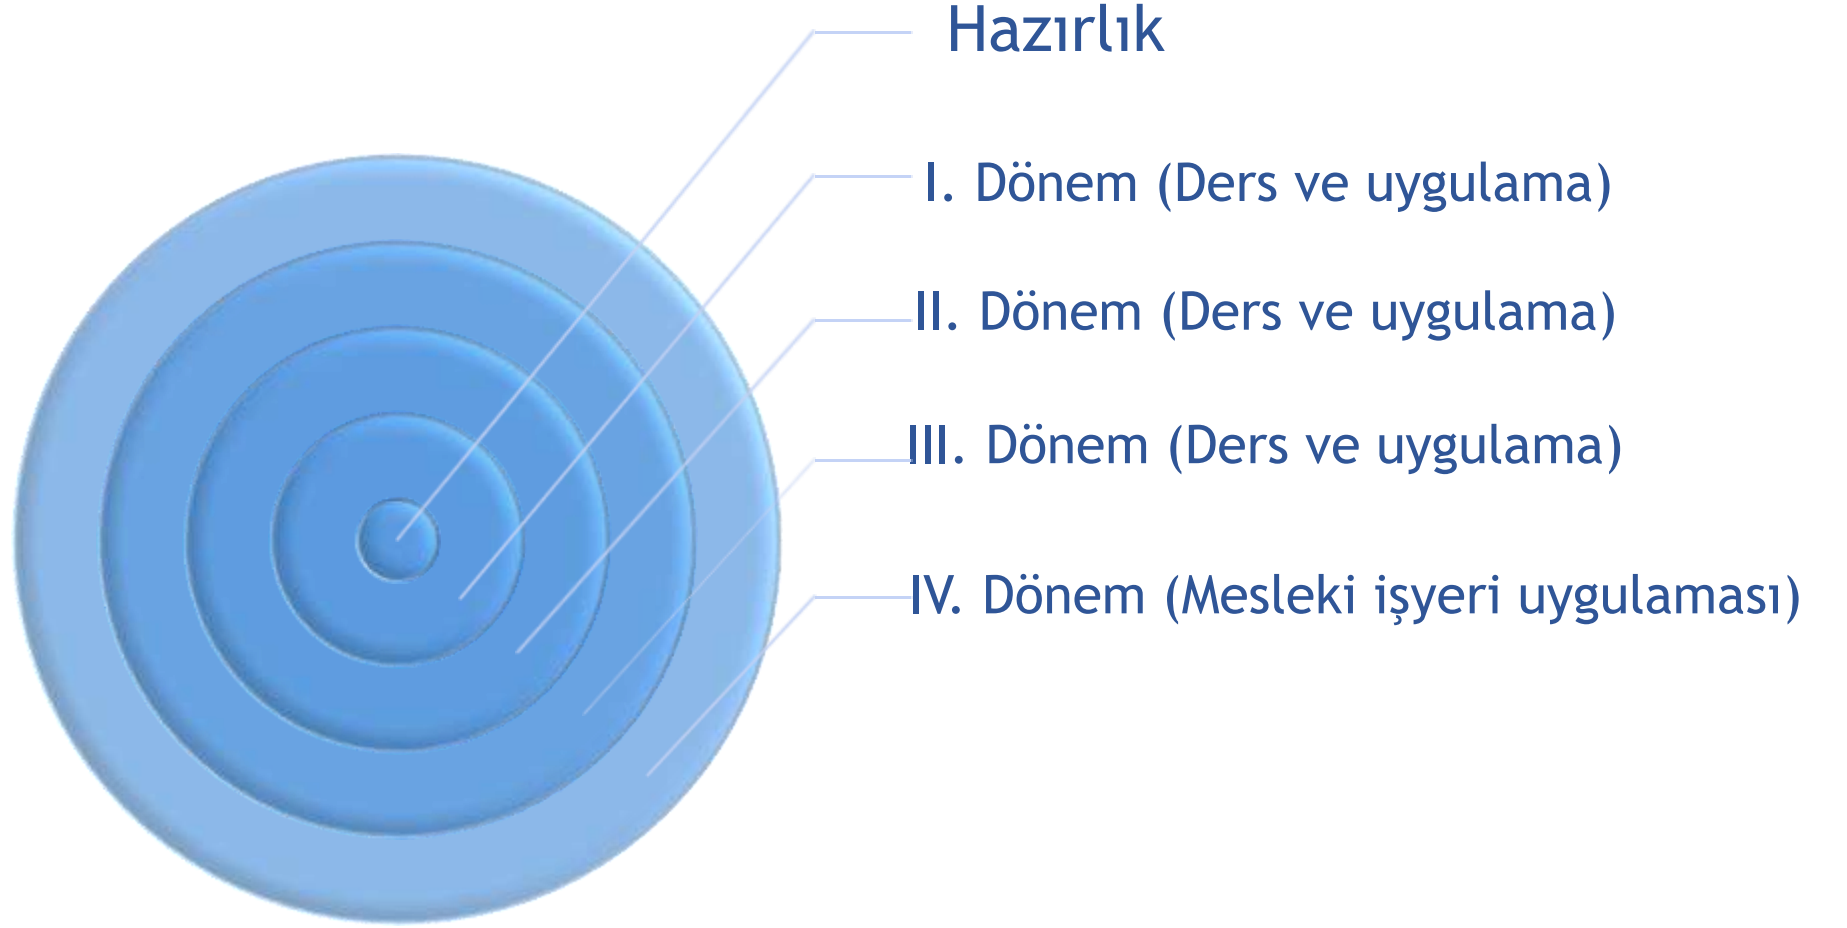 Hazırlık
I. Dönem (Ders ve uygulama)
II. Dönem (Ders ve uygulama)
III. Dönem (Ders ve uygulama)
IV. Dönem (Mesleki işyeri uygulaması)